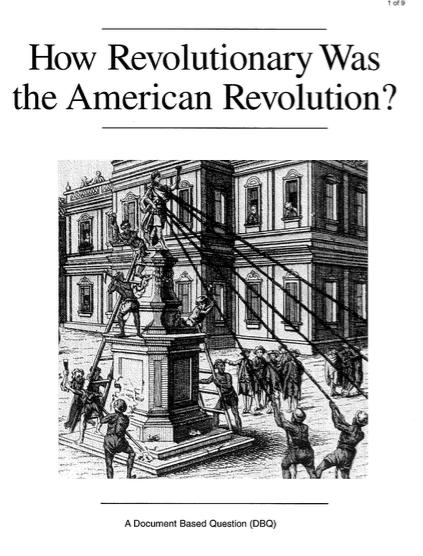 1 of 9
How Revolutionary Was
the American Revolution?
A Document Based Question (DBQ)